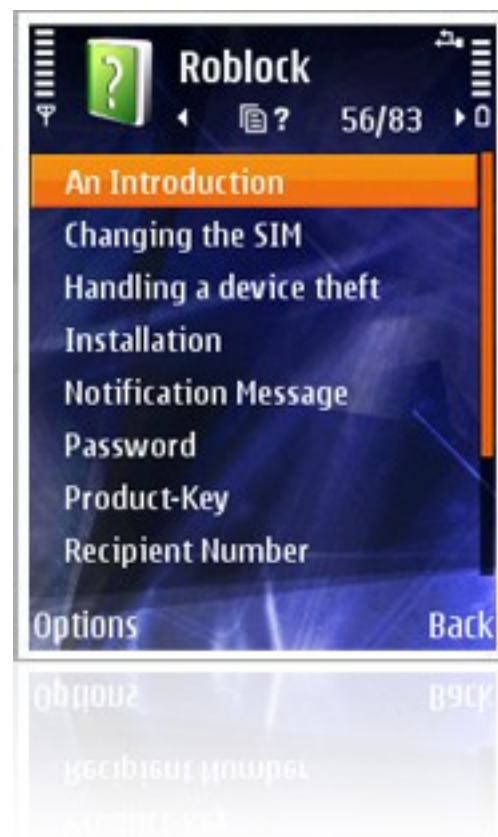 Roblock
? 56/83
An Introduction
Changing the SIM
Handling a device theft
Installation
Notification Message
Password
Product-Key
Recipient Number
Options Back